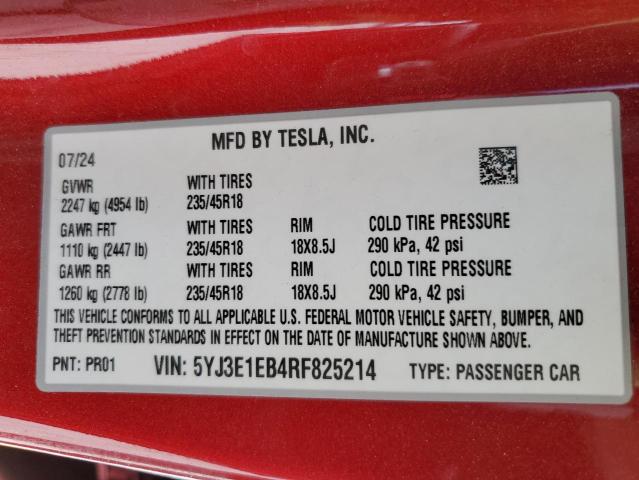 MFD BY TESLA, INC.
07/24
GVWR WITH TIRES
2247 kg (4954 lb) 235/45R18
GAWR FRT WITH TIRES RIM COLD TIRE PRESSURE
1110 kg (2447 lb) 235/45R18 18X8.5J 290 kPa, 42 psi
GAWR RR WITH TIRES RIM COLD TIRE PRESSURE
1260 kg (2778 lb) 235/45R18 18X8.5J 290 kPa, 42 psi
THIS VEHICLE CONFORMS TO ALL APPLICABLE U.S. FEDERAL MOTOR VEHICLE SAFETY, BUMPER, AND
THEFT PREVENTION STANDARDS IN EFFECT ON THE DATE OF MANUFACTURE SHOWN ABOVE.
PNT: PR01 VIN: 5YJ3E1EB4RF825214 TYPE: PASSENGER CAR